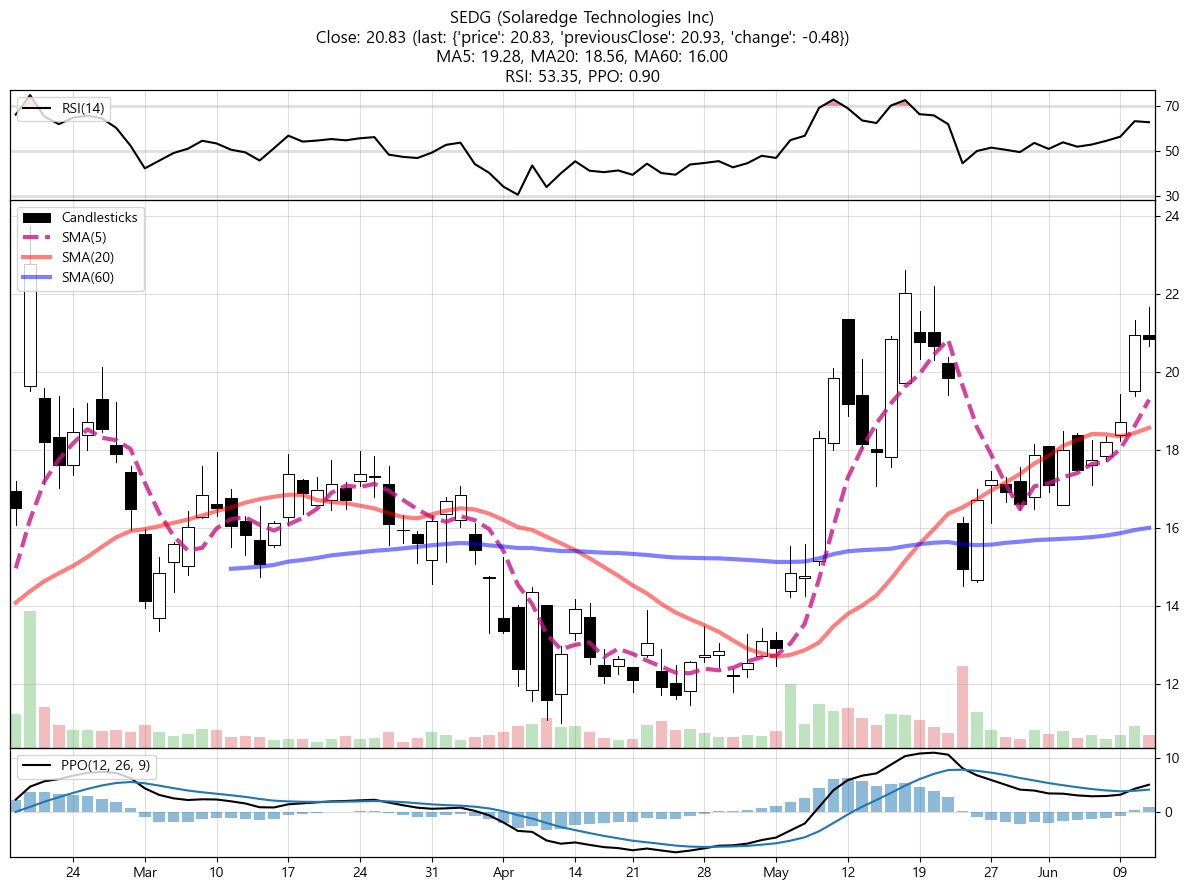 SEDG (Solaredge Technologies Inc)
Close: 20.83 (last: {'price': 20.83, 'previousClose': 20.93, 'change': -0.48})
MA5: 19.28, MA20: 18.56, MA60: 16.00
RSI: 53.35, PPO: 0.90
RSI(14)
70
50
30
Candlesticks
SMA(5)
SMA(20)
SMA(60)
24
22
20
18
16
14
12
PPO(12, 26, 9)
10
0
24 Mar 10 17 24 31 Apr 14 21 28 May 12 19 27 Jun 09